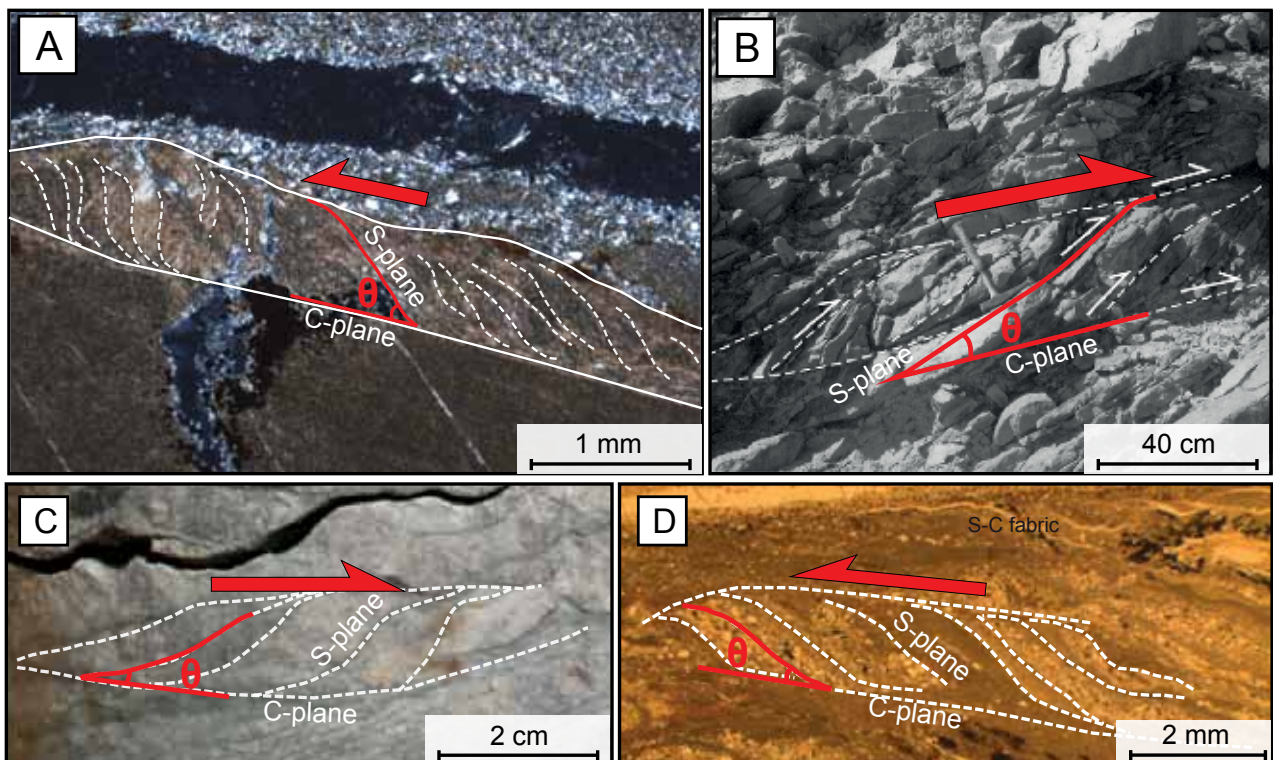 A
S-plane
θ
C-plane
1 mm
B
θ
S-plane
C-plane
40 cm
C
S-plane
θ
C-plane
2 cm
D
S-C fabric
S-plane
θ
C-plane
2 mm